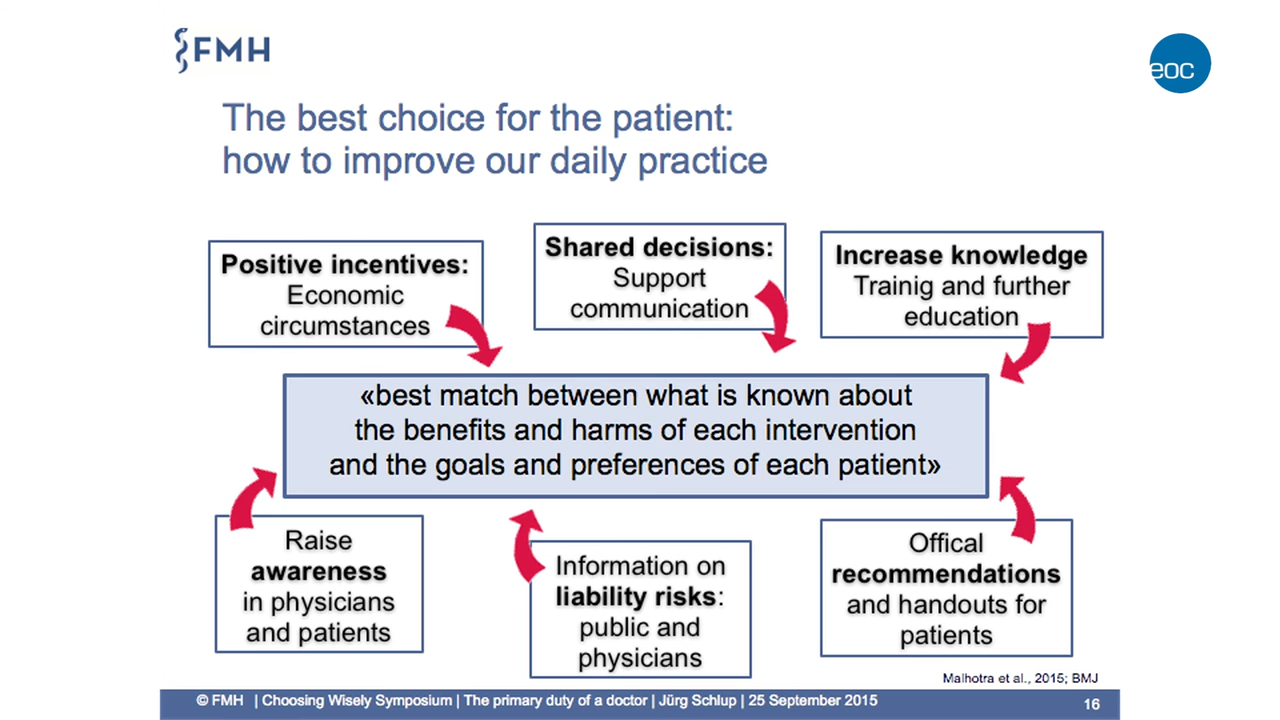 FMH
eoc
The best choice for the patient:
how to improve our daily practice
Positive incentives:
Economic
circumstances
Shared decisions:
Support
communication
Increase knowledge
Trainig and further
education
«best match between what is known about
the benefits and harms of each intervention
and the goals and preferences of each patient»
Raise
awareness
in physicians
and patients
Information on
liability risks:
public and
physicians
Offical
recommendations
and handouts for
patients
Malhotra et al., 2015; BMJ
© FMH | Choosing Wisely Symposium | The primary duty of a doctor | Jürg Schlup | 25 September 2015
16